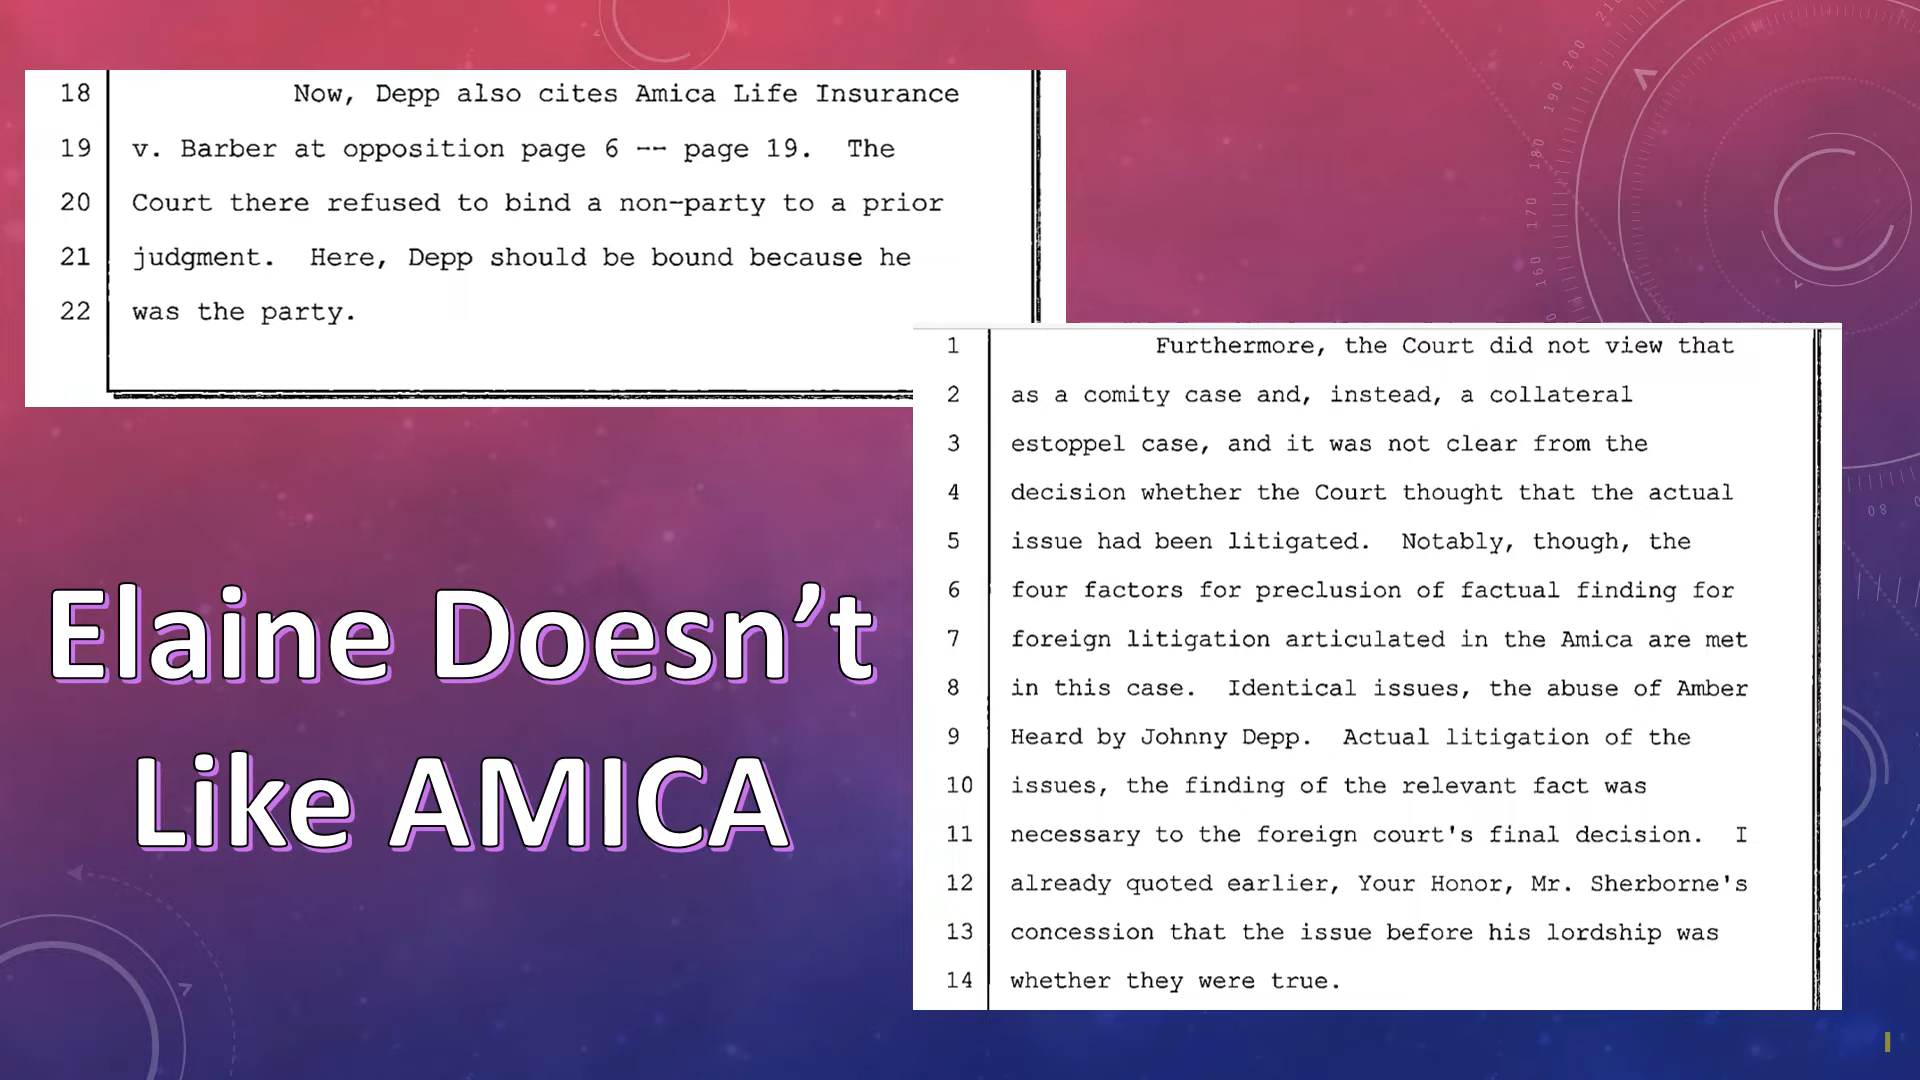 18 Now, Depp also cites Amica Life Insurance
19 v. Barber at opposition page 6 -- page 19. The
20 Court there refused to bind a non-party to a prior
21 judgment. Here, Depp should be bound because he
22 was the party.
1 Furthermore, the Court did not view that
2 as a comity case and, instead, a collateral
3 estoppel case, and it was not clear from the
4 decision whether the Court thought that the actual
5 issue had been litigated. Notably, though, the
6 four factors for preclusion of factual finding for
7 foreign litigation articulated in the Amica are met
8 in this case. Identical issues, the abuse of Amber
9 Heard by Johnny Depp. Actual litigation of the
10 issues, the finding of the relevant fact was
11 necessary to the foreign court's final decision. I
12 already quoted earlier, Your Honor, Mr. Sherborne's
13 concession that the issue before his lordship was
14 whether they were true.
Elaine Doesn’t
Like AMICA
200
190
180
170
160
80